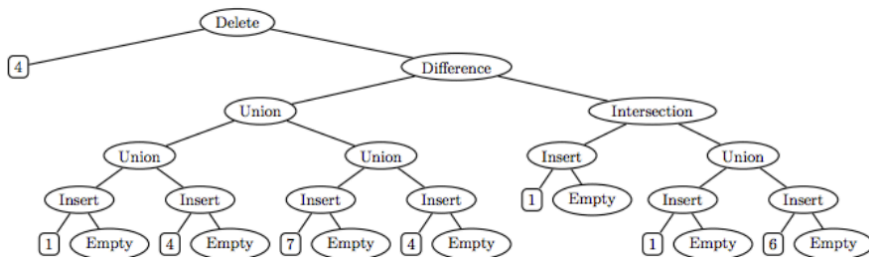 Delete
4
Difference
Union
Intersection
Union
Union
Insert
Union
Insert
Insert
Insert
Insert
1
Empty
Insert
Insert
1
Empty
4
Empty
7
Empty
4
Empty
1
Empty
6
Empty